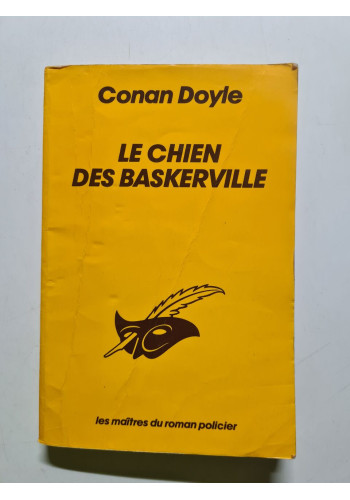 Conan Doyle
LE CHIEN
DES BASKERVILLE
les maîtres du roman policier